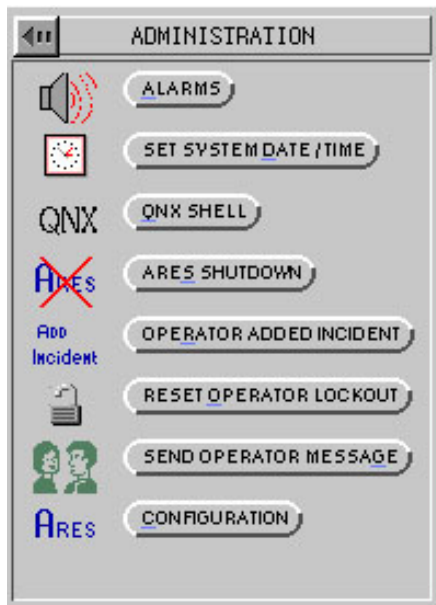 ADMINISTRATION
ALARMS
SET SYSTEM DATE / TIME
QNX QNX SHELL
ARES ARES SHUTDOWN
ADD
Incident OPERATOR ADDED INCIDENT
RESET OPERATOR LOCKOUT
SEND OPERATOR MESSAGE
ARES CONFIGURATION